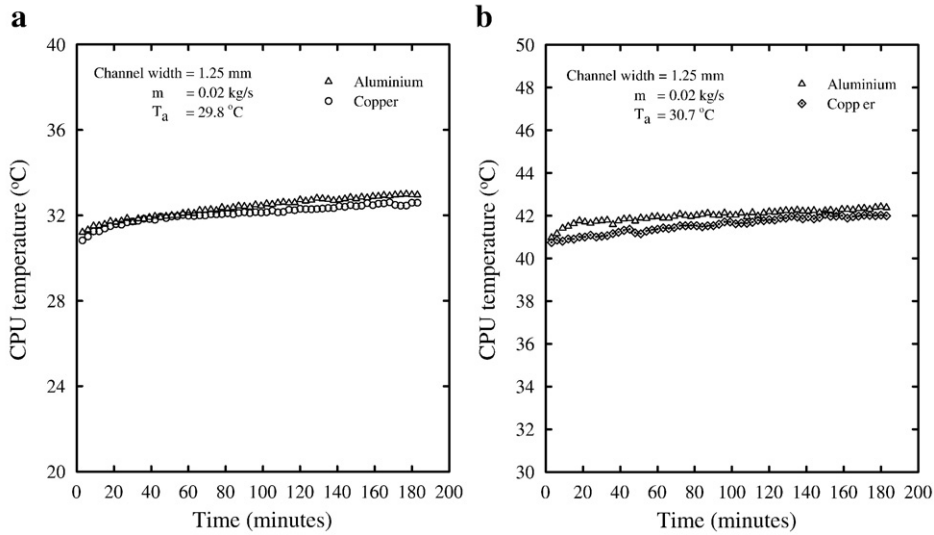 a
40
36
32
28
24
20
0 20 40 60 80 100 120 140 160 180 200
CPU temperature (°C)
Time (minutes)
Channel width = 1.25 mm
m = 0.02 kg/s
Ta = 29.8 °C
Aluminium
Copper
b
50
48
46
44
42
40
38
36
34
32
30
0 20 40 60 80 100 120 140 160 180 200
CPU temperature (°C)
Time (minutes)
Channel width = 1.25 mm
m = 0.02 kg/s
Ta = 30.7 °C
Aluminium
Copp er